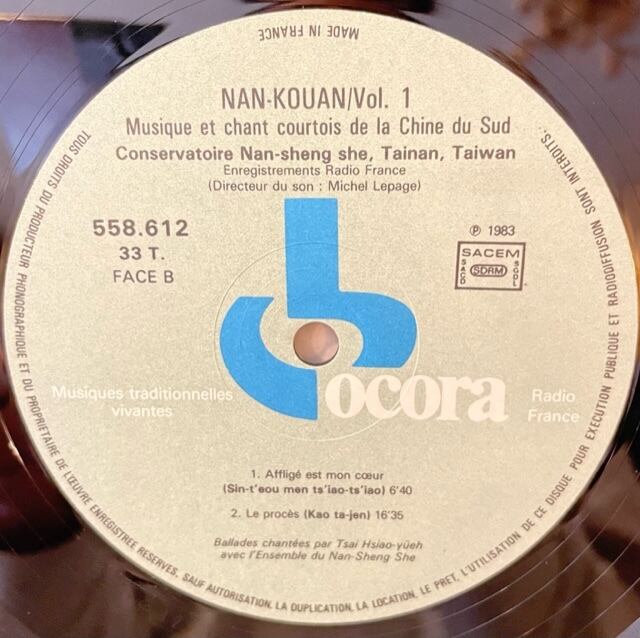 MADE IN FRANCE
NAN-KOUAN/Vol. 1
Musique et chant courtois de la Chine du Sud
Conservatoire Nan-sheng she, Tainan, Taiwan
Enregistrements Radio France
(Directeur du son : Michel Lepage)
558.612
33 T.
FACE B
℗ 1983
SACEM
SACD
SDRM
SGDL
Musiques traditionnelles
vivantes
ocora
Radio
France
1. Affligé est mon cœur
(Sin-t'eou men ts'iao-ts'iao) 6'40
2. Le procès (Kao ta-jen) 16'35
Ballades chantées par Tsai Hsiao-yüeh
avec l'Ensemble du Nan-Sheng She
TOUS DROITS DU PRODUCTEUR PHONOGRAPHIQUE ET DU PROPRIETAIRE DE L'ŒUVRE ENREGISTREE RESERVES. SAUF AUTORISATION, LA DUPLICATION, LA LOCATION, LE PRET, L'UTILISATION DE CE DISQUE POUR EXECUTION PUBLIQUE ET RADIODIFFUSION SONT INTERDITS.